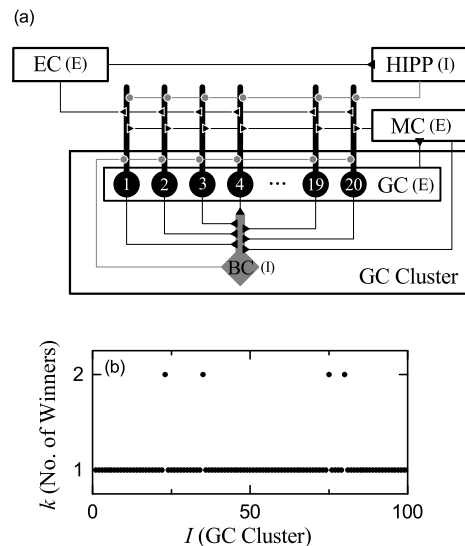 (a)
EC (E)
HIPP (I)
MC (E)
1 2 3 4 ... 19 20 GC (E)
BC (I)
GC Cluster
(b)
k (No. of Winners)
2
1
0 50 100
I (GC Cluster)